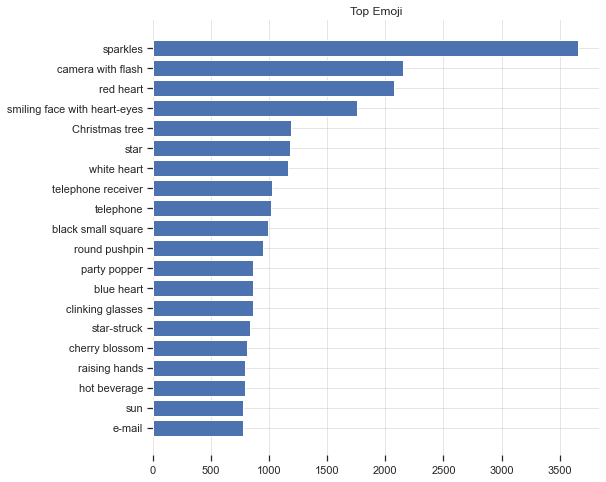 Top Emoji
sparkles
camera with flash
red heart
smiling face with heart-eyes
Christmas tree
star
white heart
telephone receiver
telephone
black small square
round pushpin
party popper
blue heart
clinking glasses
star-struck
cherry blossom
raising hands
hot beverage
sun
e-mail
0 500 1000 1500 2000 2500 3000 3500